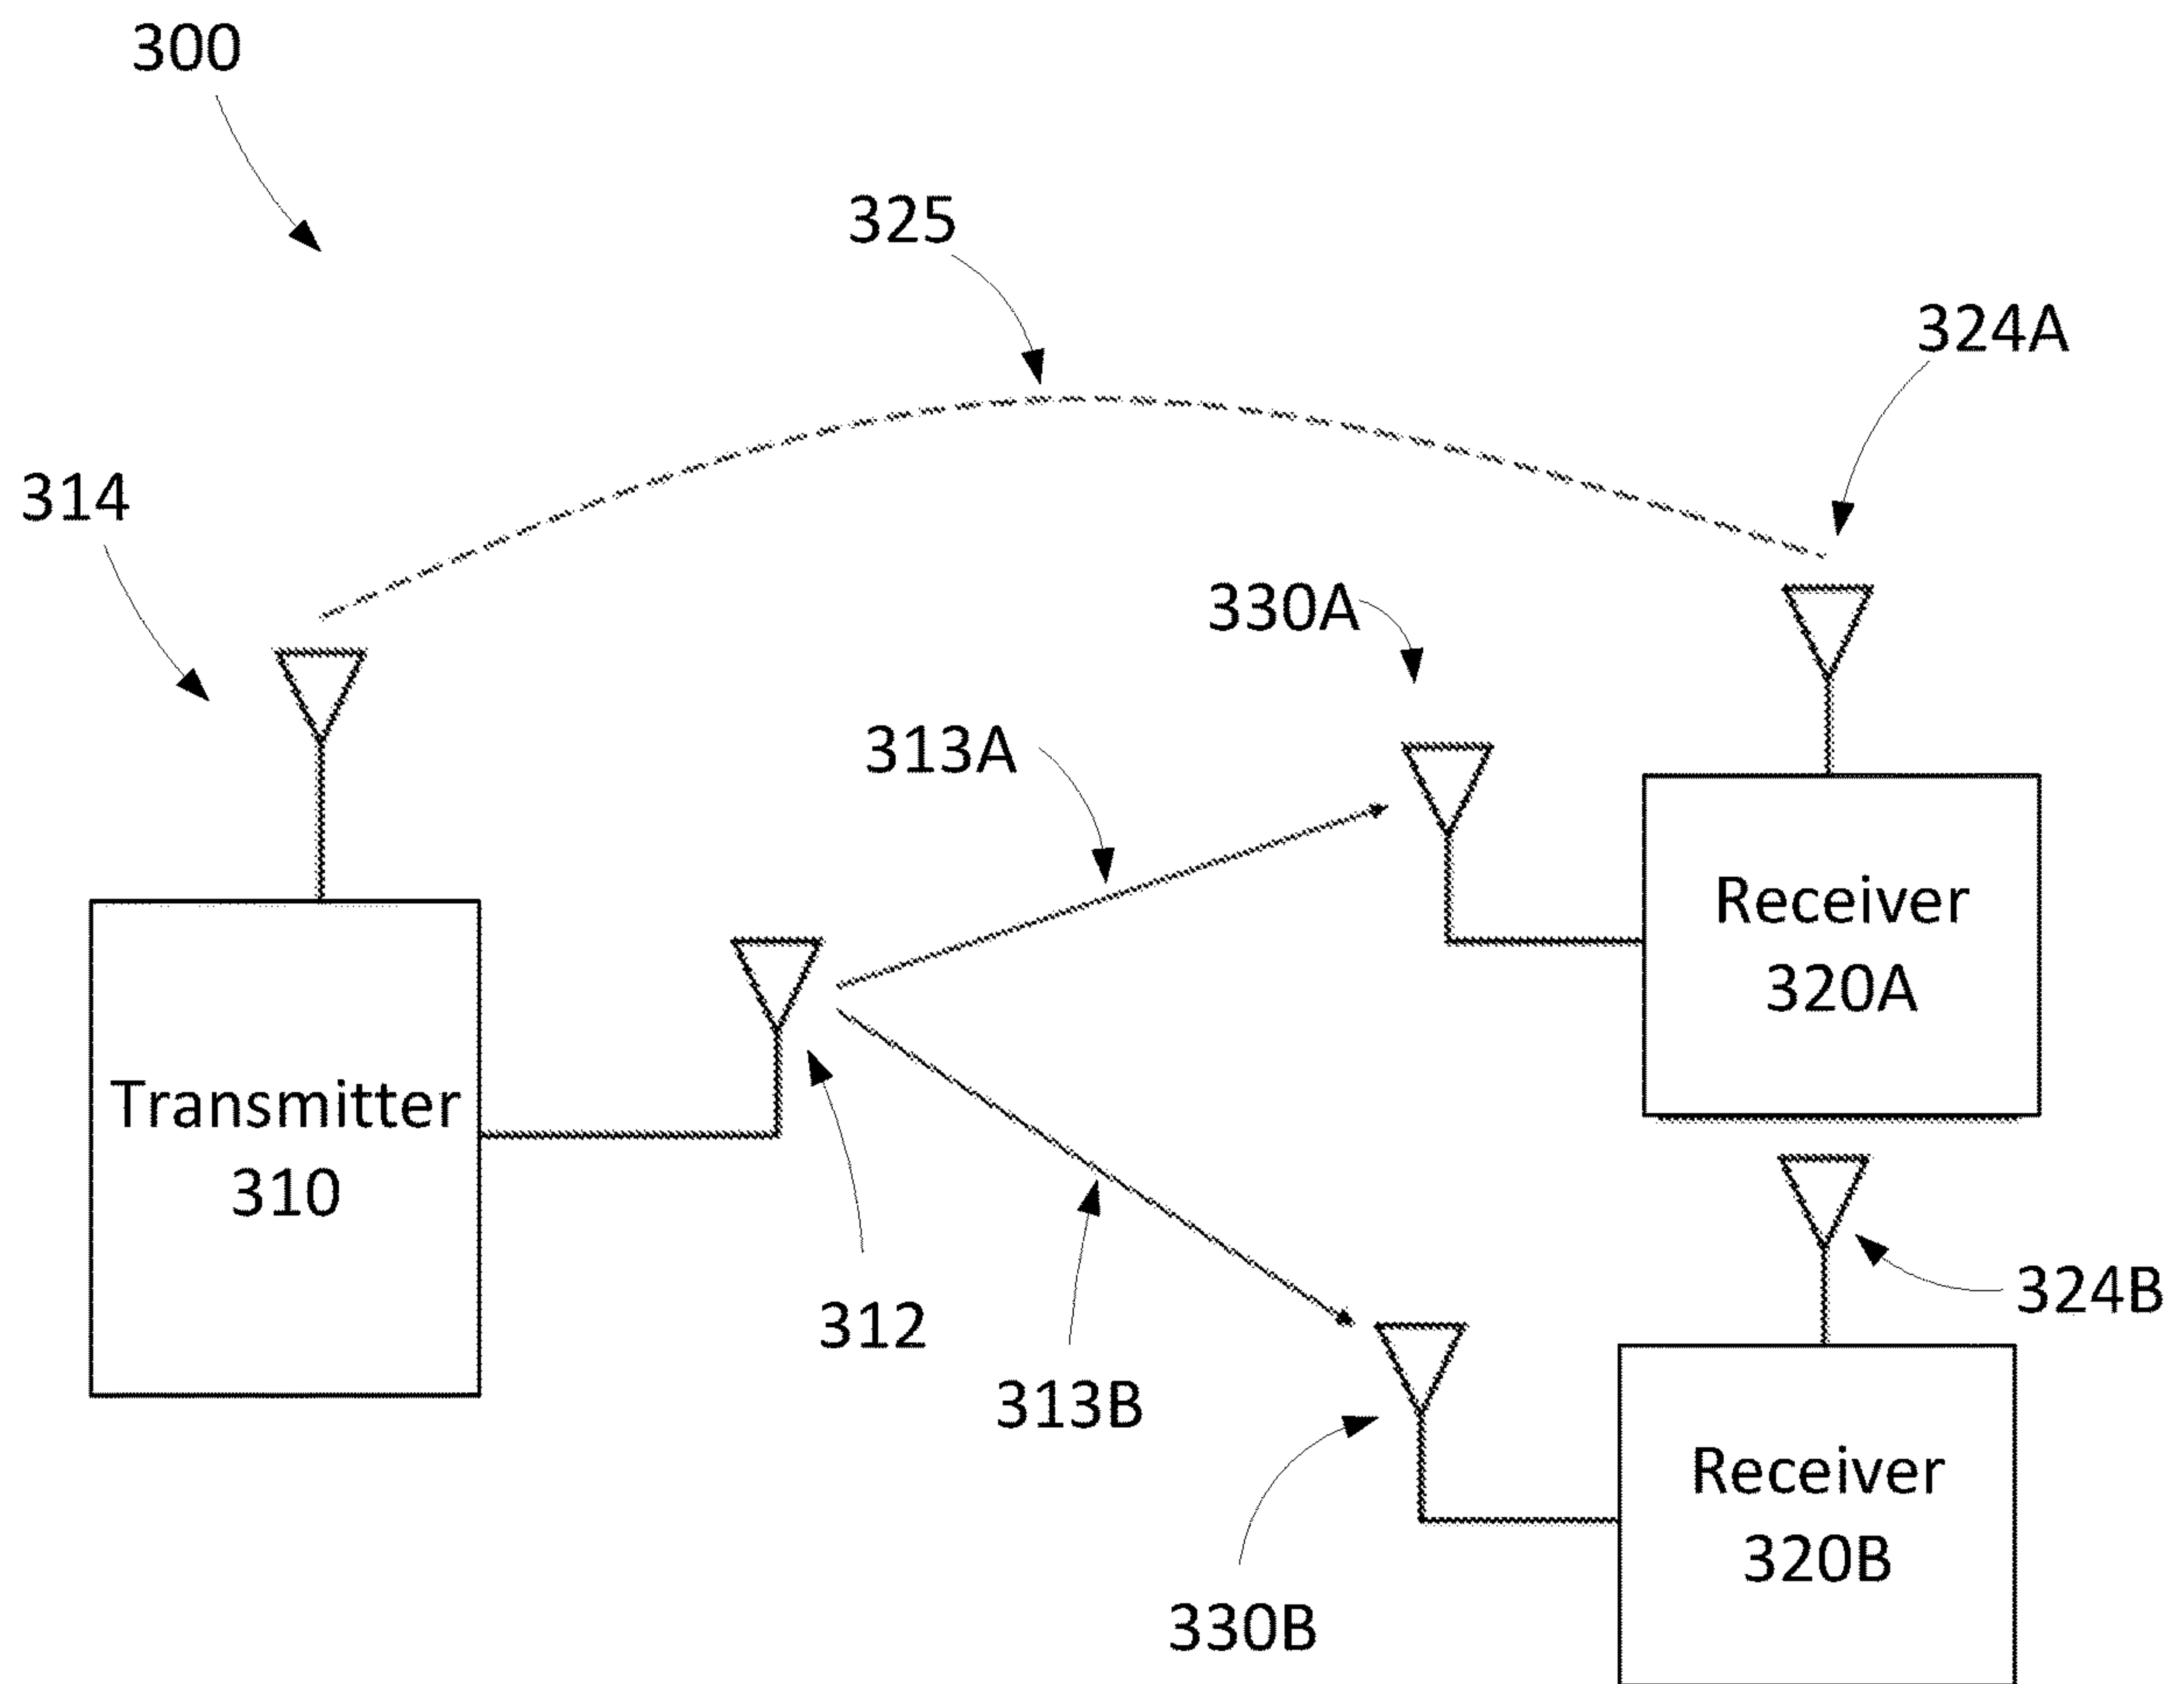 300
325
324A
314
330A
313A
Receiver
320A
Transmitter
310
312
324B
313B
Receiver
320B
330B